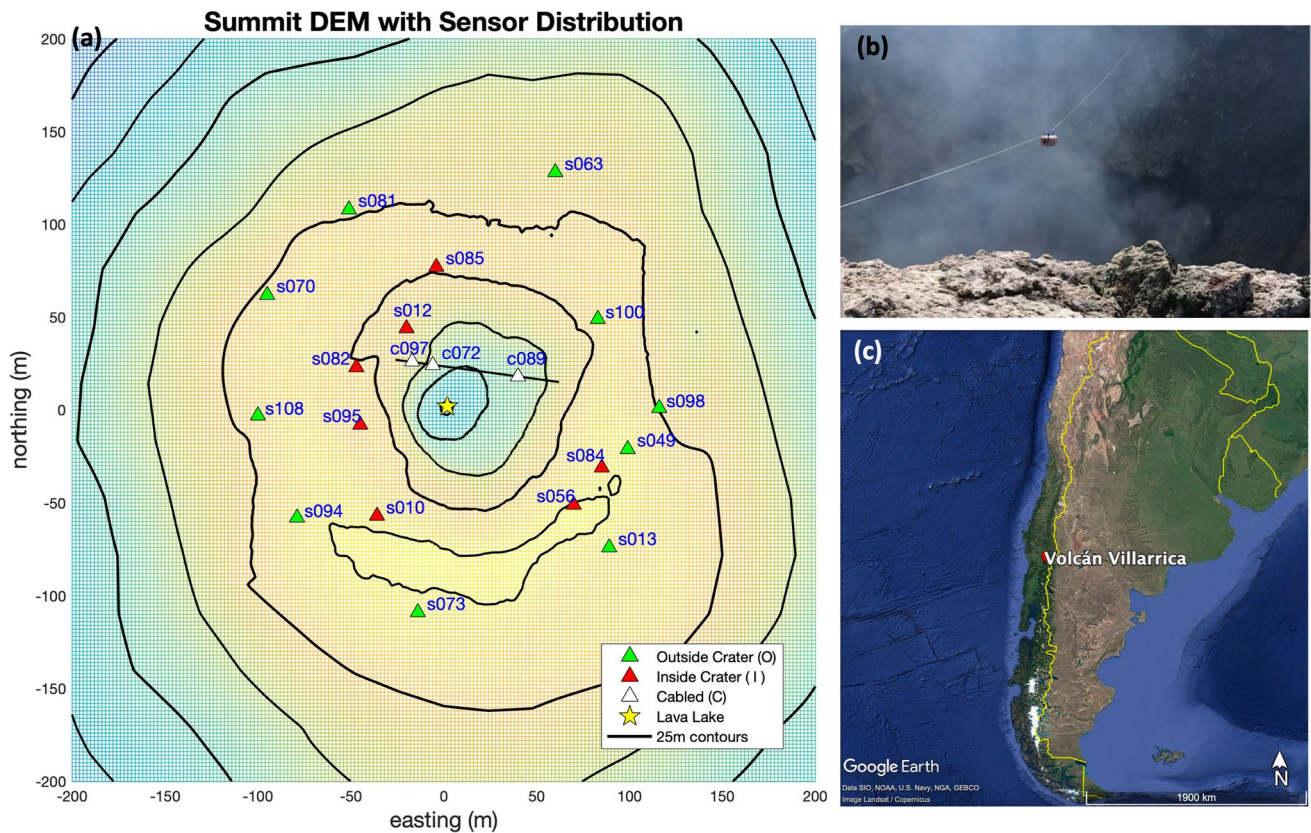 Summit DEM with Sensor Distribution
(a)
200
150
100
50
0
-50
-100
-150
-200
northing (m)
-200
-150
-100
-50
0
50
100
150
200
easting (m)
s063
s081
s085
s070
s012
s100
s082
c097
c072
c089
s108
s095
s098
s049
s084
s056
s094
s010
s013
s073
Outside Crater (O)
Inside Crater ( I )
Cabled (C)
Lava Lake
25m contours
(b)
(c)
Volcán Villarrica
Google Earth
Data SIO, NOAA, U.S. Navy, NGA, GEBCO
Image Landsat / Copernicus
N
1900 km